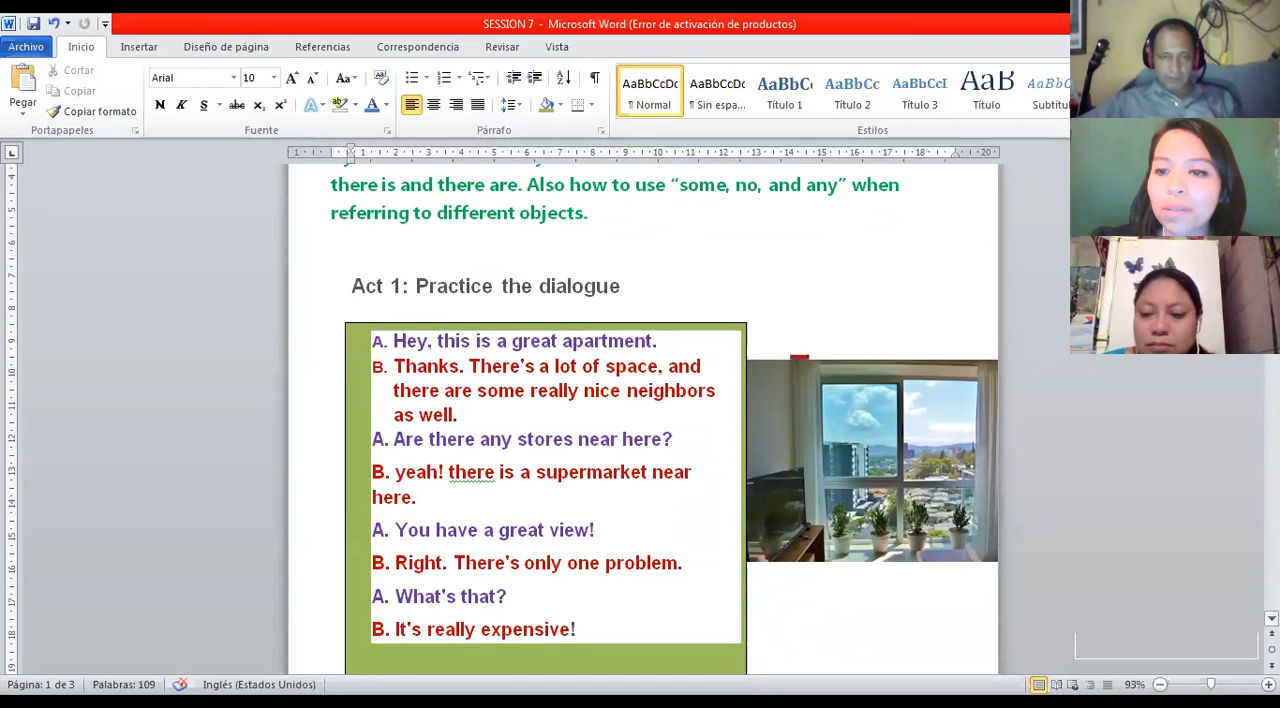 SESSION 7 - Microsoft Word (Error de activación de productos)
Archivo Inicio Insertar Diseño de página Referencias Correspondencia Revisar Vista
Pegar
Cortar
Copiar
Copiar formato
Portapapeles
Arial 10
Fuente
Párrafo
AaBbCcDc AaBbCcDc AaBbC AaBbCc AaBbCcI AaB AaBbCcI
¶ Normal ¶ Sin espa... Título 1 Título 2 Título 3 Título Subtítu
Estilos
there is and there are. Also how to use “some, no, and any” when
referring to different objects.
Act 1: Practice the dialogue
A. Hey, this is a great apartment.
B. Thanks. There's a lot of space, and
there are some really nice neighbors
as well.
A. Are there any stores near here?
B. yeah! there is a supermarket near
here.
A. You have a great view!
B. Right. There's only one problem.
A. What's that?
B. It's really expensive!
Página: 1 de 3 Palabras: 109 Inglés (Estados Unidos) 93%